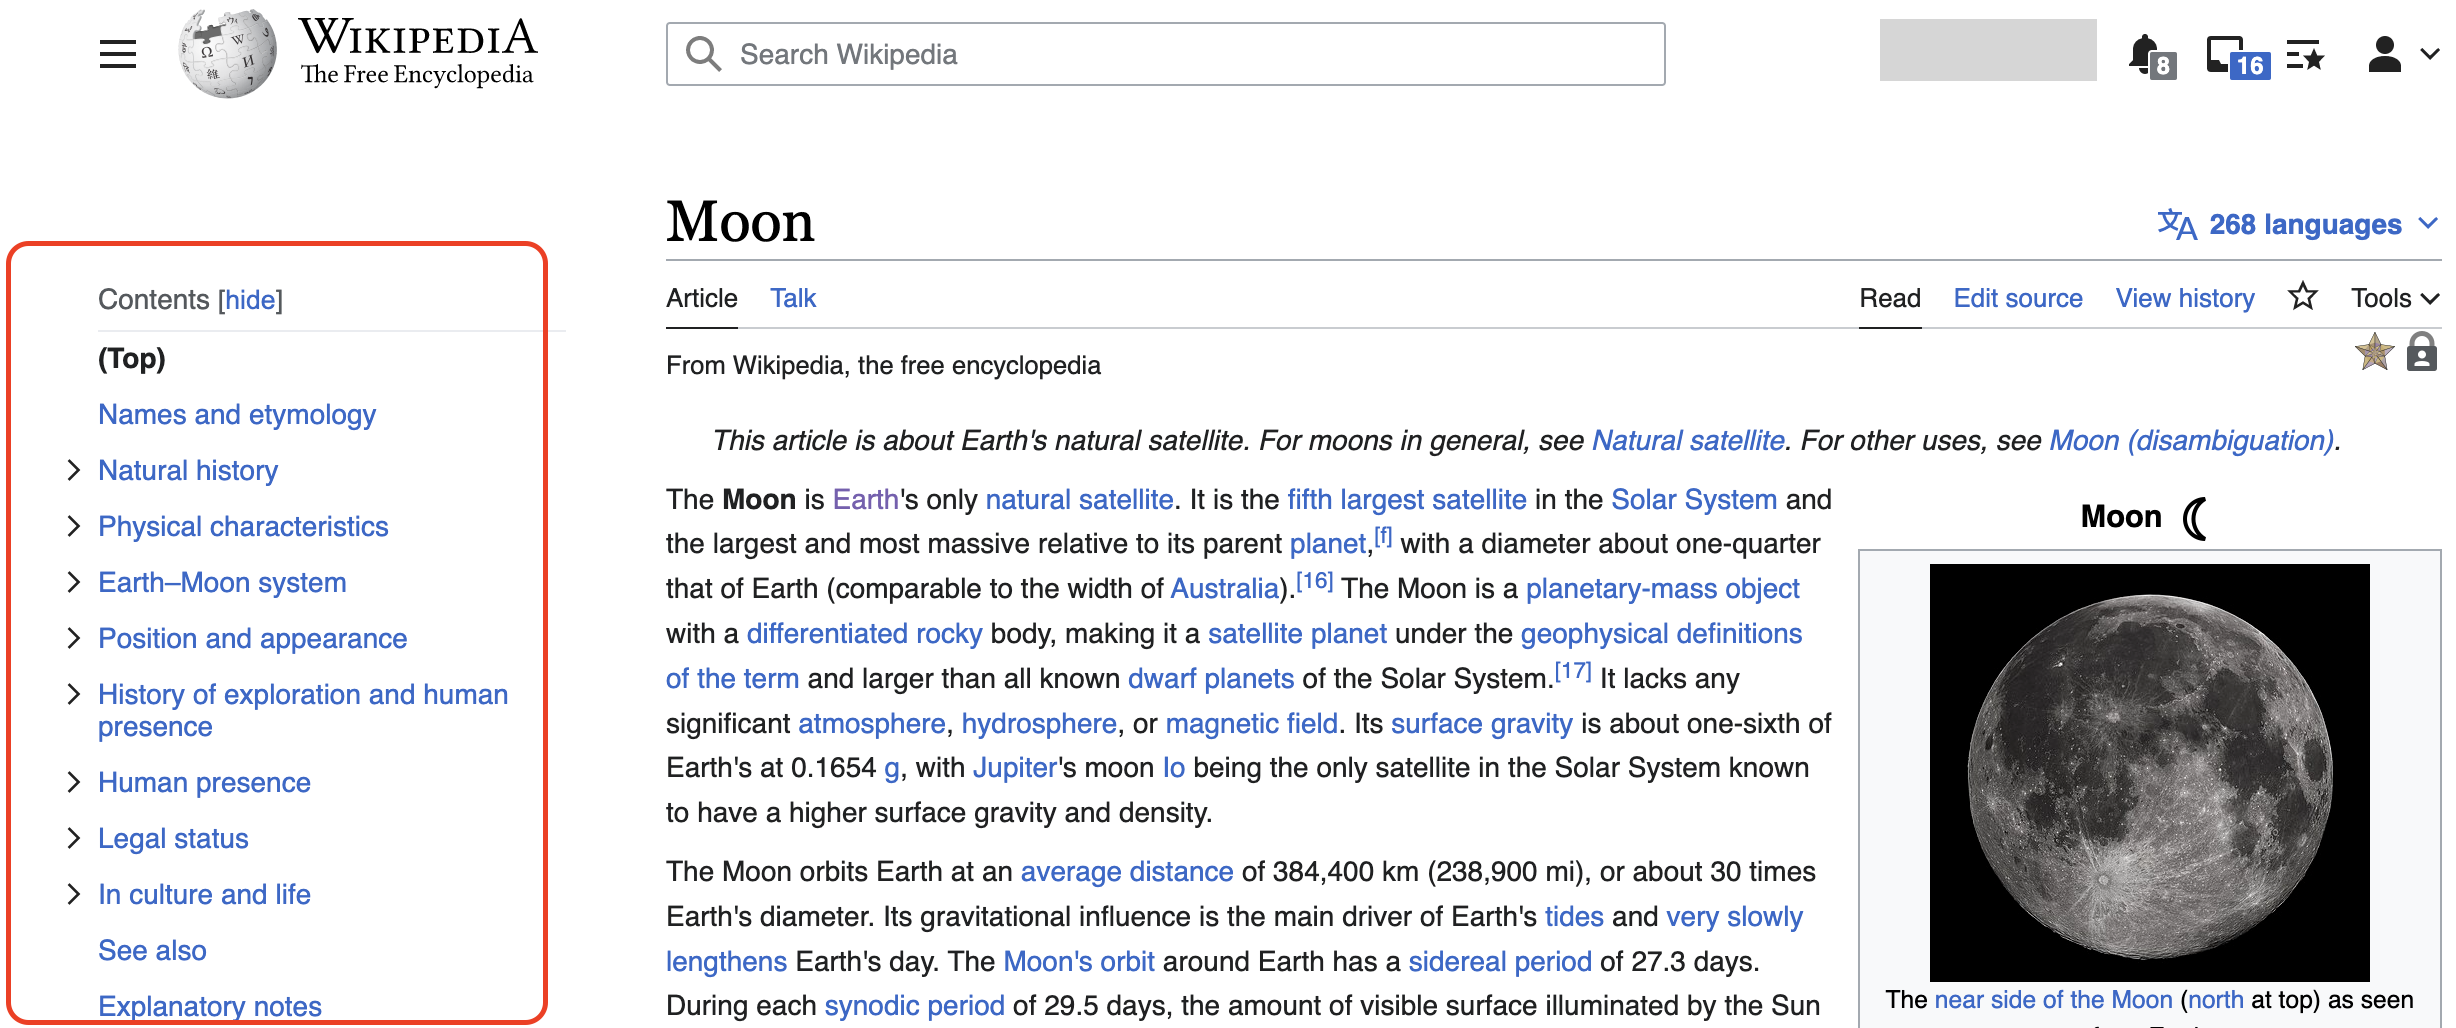 WIKIPEDIA
The Free Encyclopedia
Search Wikipedia
8
16
Moon
268 languages
Contents [hide]
(Top)
Names and etymology
Natural history
Physical characteristics
Earth–Moon system
Position and appearance
History of exploration and human
presence
Human presence
Legal status
In culture and life
See also
Explanatory notes
Article Talk
Read Edit source View history Tools
From Wikipedia, the free encyclopedia
This article is about Earth's natural satellite. For moons in general, see Natural satellite. For other uses, see Moon (disambiguation).
The Moon is Earth's only natural satellite. It is the fifth largest satellite in the Solar System and
the largest and most massive relative to its parent planet,[f] with a diameter about one-quarter
that of Earth (comparable to the width of Australia).[16] The Moon is a planetary-mass object
with a differentiated rocky body, making it a satellite planet under the geophysical definitions
of the term and larger than all known dwarf planets of the Solar System.[17] It lacks any
significant atmosphere, hydrosphere, or magnetic field. Its surface gravity is about one-sixth of
Earth's at 0.1654 g, with Jupiter's moon Io being the only satellite in the Solar System known
to have a higher surface gravity and density.
The Moon orbits Earth at an average distance of 384,400 km (238,900 mi), or about 30 times
Earth's diameter. Its gravitational influence is the main driver of Earth's tides and very slowly
lengthens Earth's day. The Moon's orbit around Earth has a sidereal period of 27.3 days.
During each synodic period of 29.5 days, the amount of visible surface illuminated by the Sun
Moon
The near side of the Moon (north at top) as seen